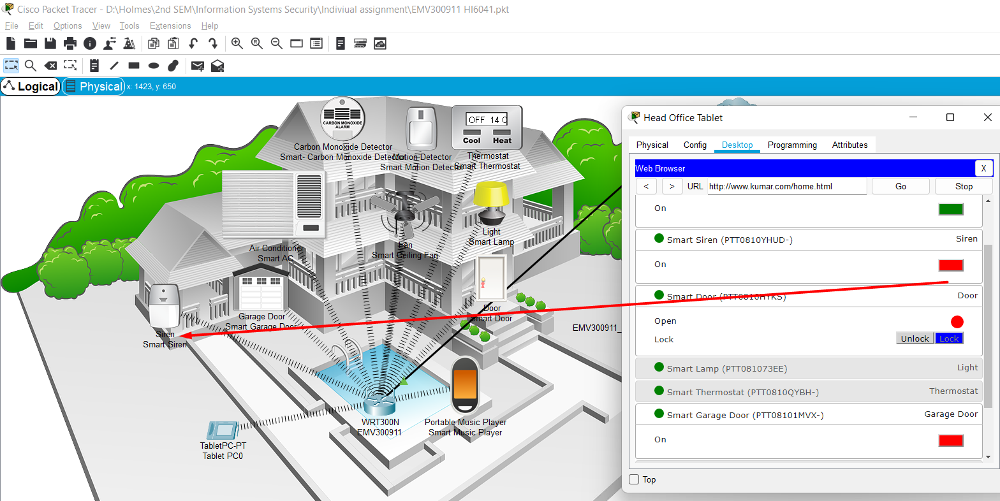 Cisco Packet Tracer - D:\Holmes\2nd SEM\Information Systems Security\Indiviual assignment\EMV300911 HI6041.pkt
File Edit Options View Tools Extensions Help
Logical Physical x: 1423, y: 650
CARBON MONOXIDE
ALARM
Carbon Monoxide Detector
Smart- Carbon Monoxide Detector
Motion Detector
Smart Motion Detector
OFF 14 C
Cool Heat
Thermostat
Smart Thermostat
Air Conditioner
Smart AC
Fan
Smart Ceiling Fan
Light
Smart Lamp
Garage Door
Smart Garage Door
Door
Smart Door
Siren
Smart Siren
EMV300911_
WRT300N
EMV300911
Portable Music Player
Smart Music Player
TabletPC-PT
Tablet PC0
Head Office Tablet
Physical Config Desktop Programming Attributes
Web Browser X
< > URL http://www.kumar.com/home.html Go Stop
On
Smart Siren (PTT0810YHUD-) Siren
On
Smart Door (PTT0810HYKS) Door
Open
Lock Unlock Lock
Smart Lamp (PTT081073EE) Light
Smart Thermostat (PTT0810QYBH-) Thermostat
Smart Garage Door (PTT08101MVX-) Garage Door
On
Top